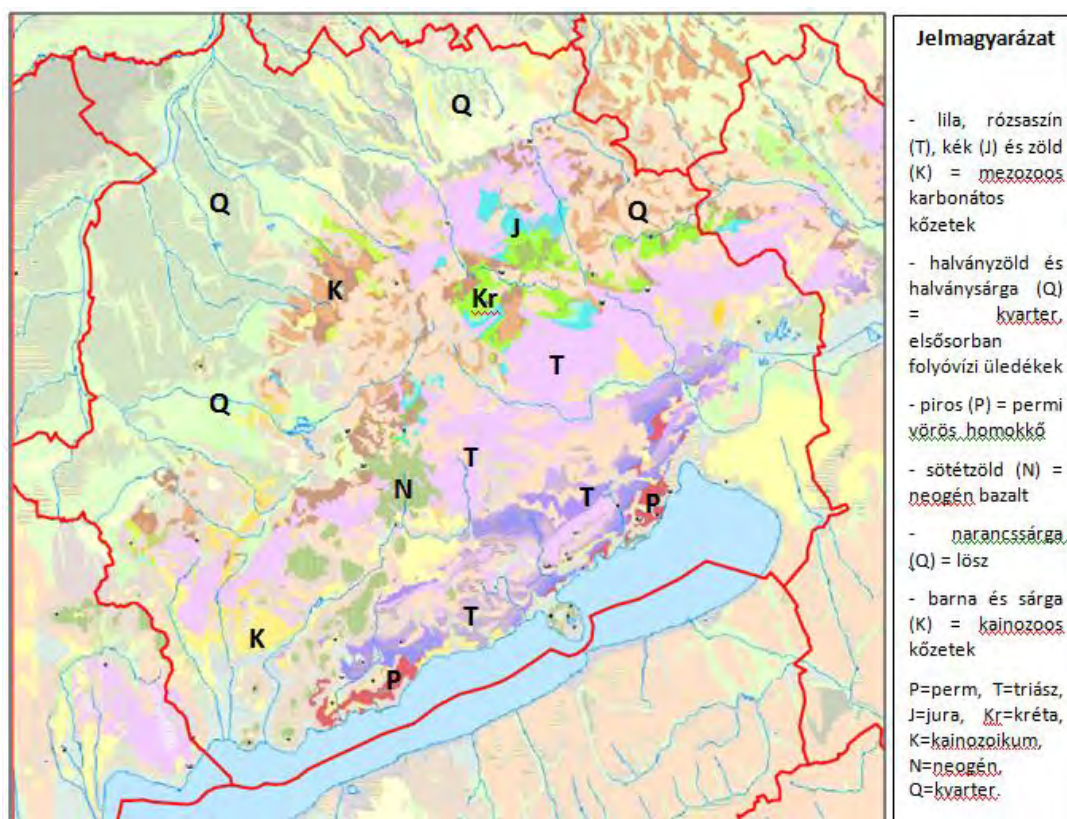 Jelmagyarázat
- lila, rózsaszín
(T), kék (J) és zöld
(K) = mezozoos
karbonátos
kőzetek
- halványzöld és
halványsárga (Q)
= kvarter,
elsősorban
folyóvízi üledékek
- piros (P) = permi
vörös homokkő
- sötétzöld (N) =
neogén bazalt
- narancssárga
(Q) = lösz
- barna és sárga
(K) = kainozoos
kőzetek
P=perm, T=triász,
J=jura, Kr=kréta,
K=kainozoikum,
N=neogén,
Q=kvarter.
Q
Q
Q
J
K
Kr
T
Q
T
N
T
P
T
K
P